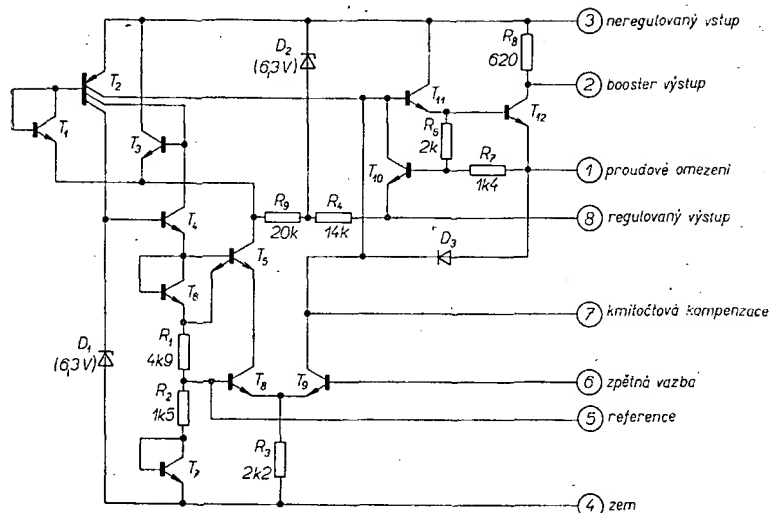 3 neregulovaný vstup
R8
620
D2
(6,3V)
T2
2 booster výstup
T11
T12
T1
T3
R6
2k
R7
1k4
T10
1 proudové omezení
R9
20k
R4
14k
8 regulovaný výstup
T4
T5
D3
T6
7 kmitočtová kompenzace
R1
4k9
D1
(6,3V)
T8
T9
6 zpětná vazba
R2
1k5
5 reference
R3
2k2
T7
4 zem